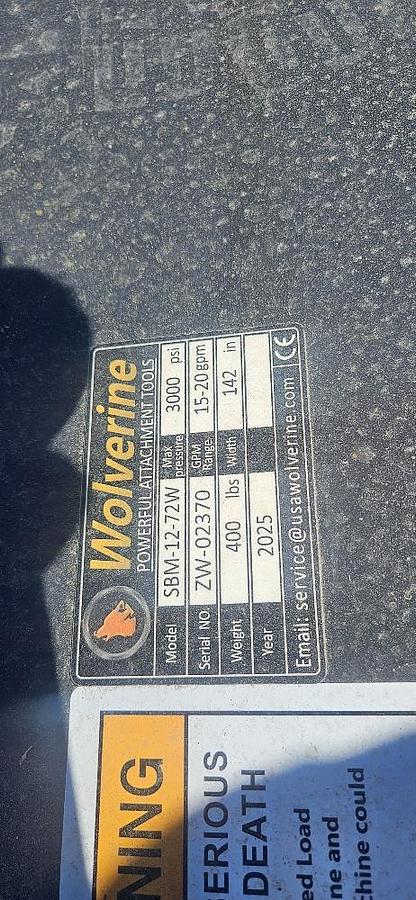 Wolverine
POWERFUL ATTACHMENT TOOLS
Model SBM-12-72W Max pressure 3000 psi
Serial NO. ZW-02370 GPM Range 15-20gpm
Weight 400 lbs Width 142 in
Year 2025
Email: service@usawolverine.com CE
NING
ERIOUS
DEATH
ed Load
ne and
chine could